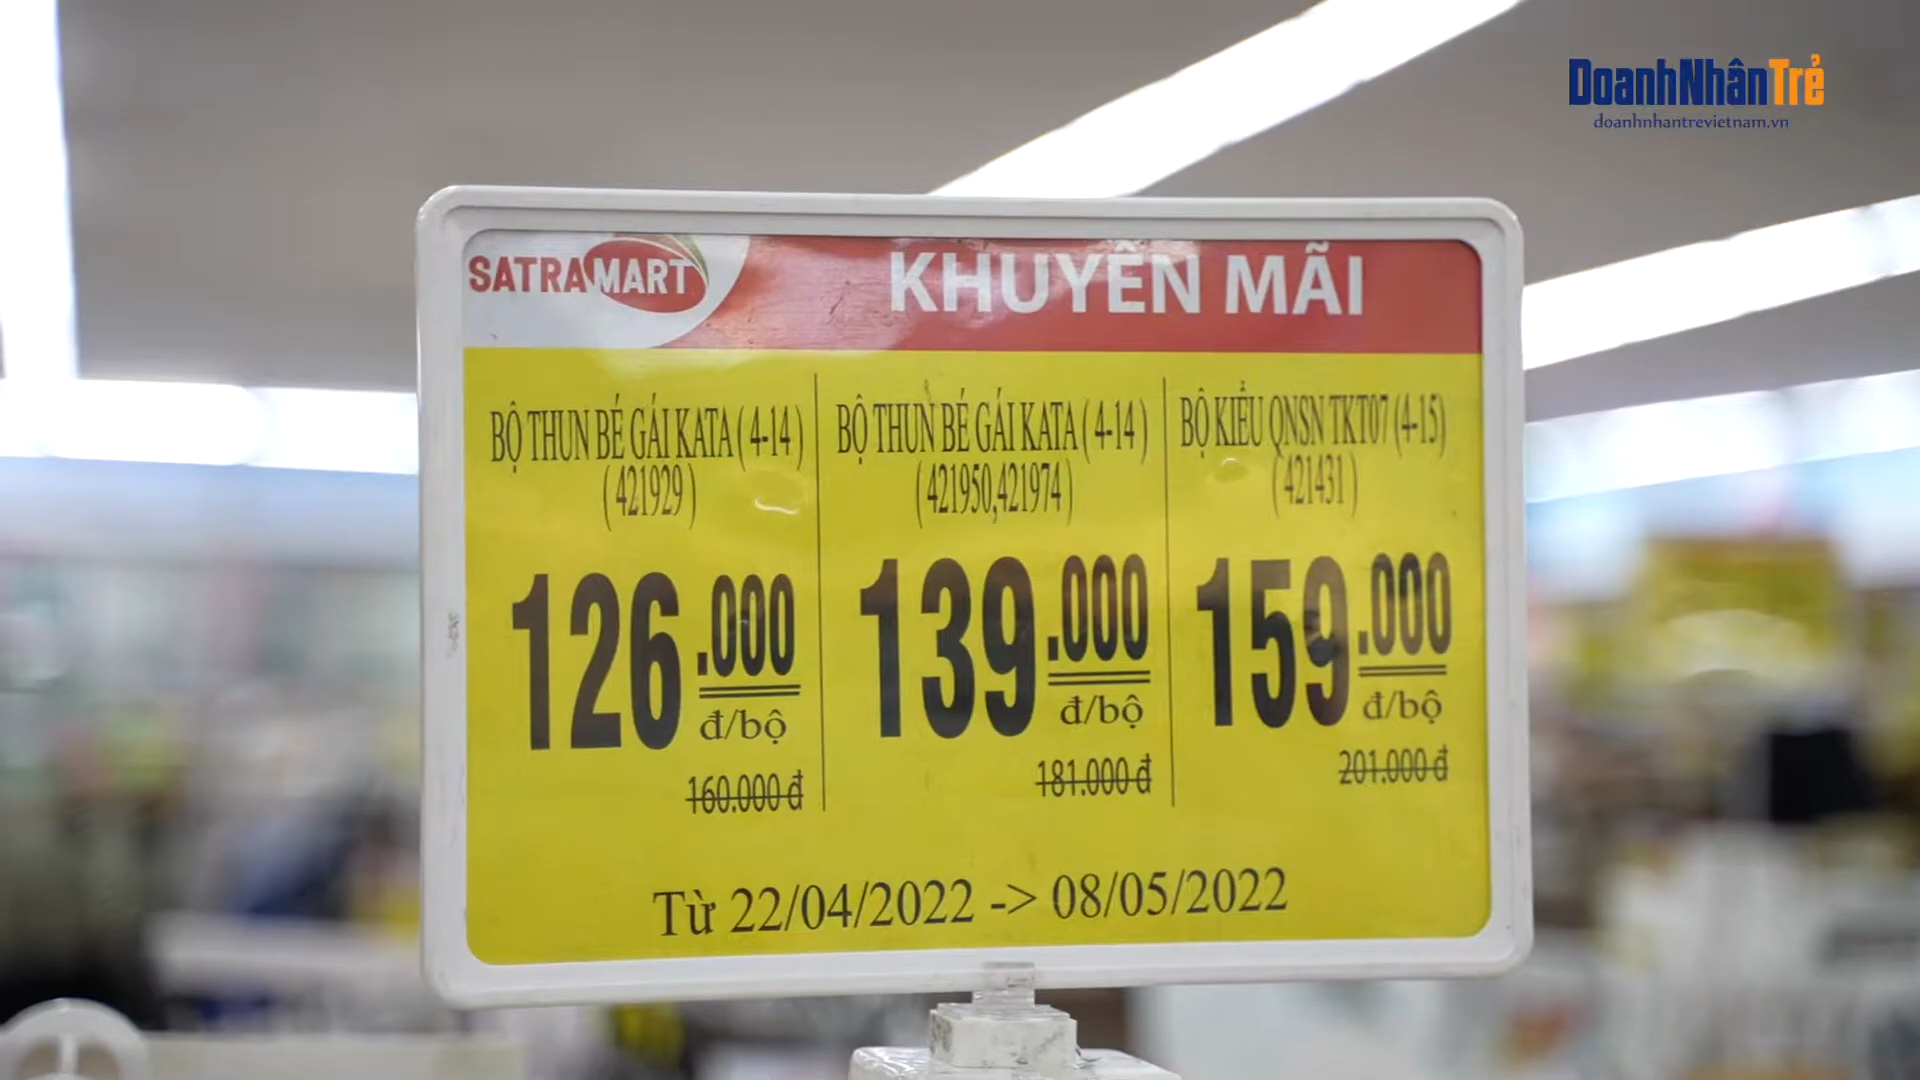 DoanhNhânTrẻ
doanhnhantrevietnam.vn
SATRAMART
KHUYẾN MÃI
BỘ THUN BÉ GÁI KATA ( 4-14 )
( 421929 )
126.000
đ/bộ
160.000 đ
BỘ THUN BÉ GÁI KATA ( 4-14 )
( 421950,421974 )
139.000
đ/bộ
181.000 đ
BỘ KIỂU QNSN TKT07 (4-15)
( 421431 )
159.000
đ/bộ
201.000 đ
Từ 22/04/2022 -> 08/05/2022